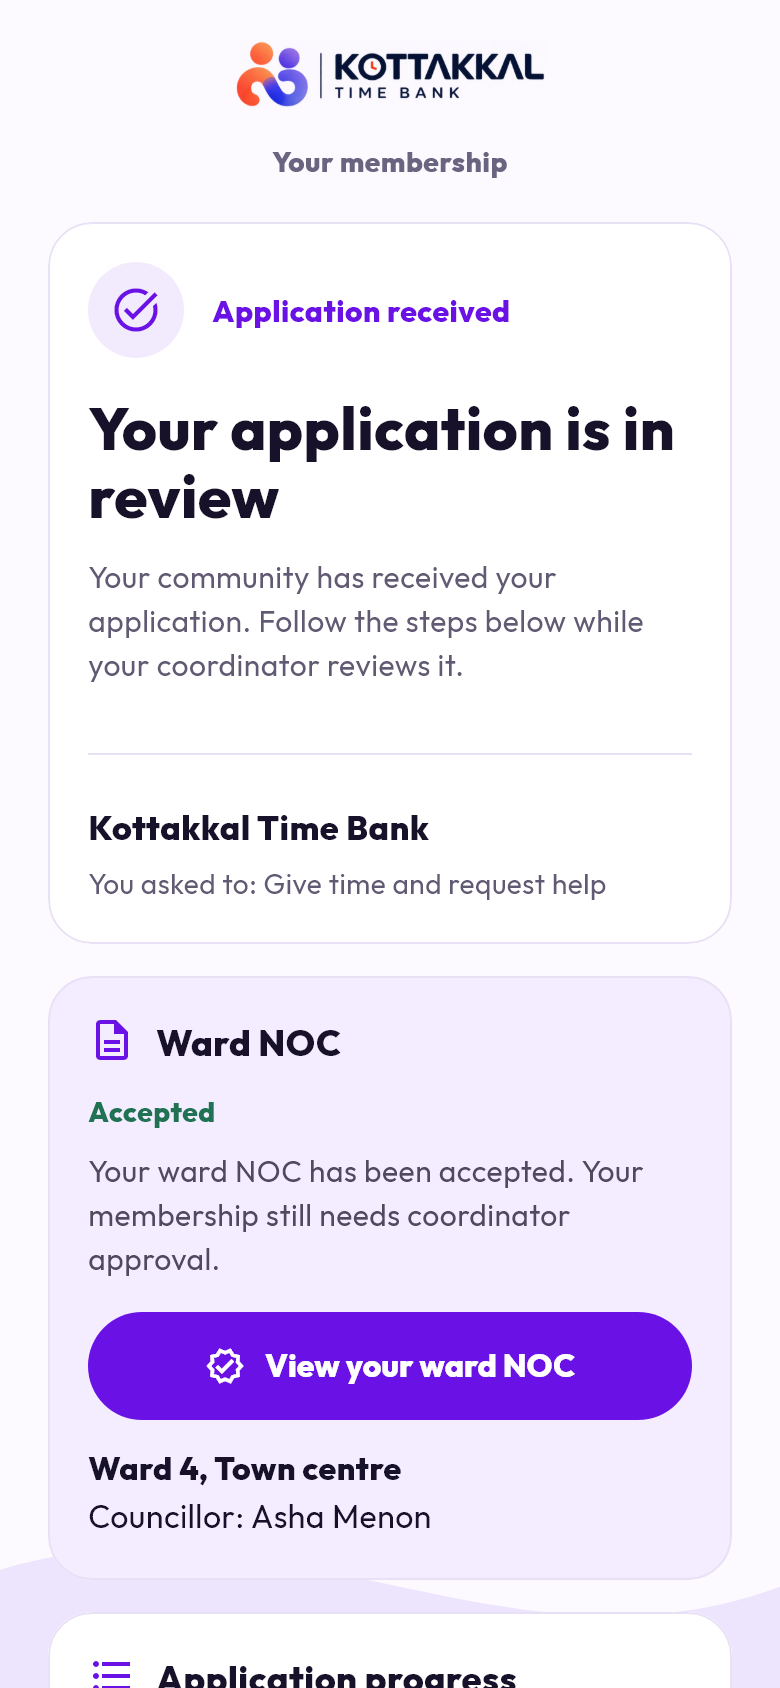 KOTTAKKAL
TIME BANK
Your membership
Application received
Your application is in
review
Your community has received your
application. Follow the steps below while
your coordinator reviews it.
Kottakkal Time Bank
You asked to: Give time and request help
Ward NOC
Accepted
Your ward NOC has been accepted. Your
membership still needs coordinator
approval.
View your ward NOC
Ward 4, Town centre
Councillor: Asha Menon
Application progress